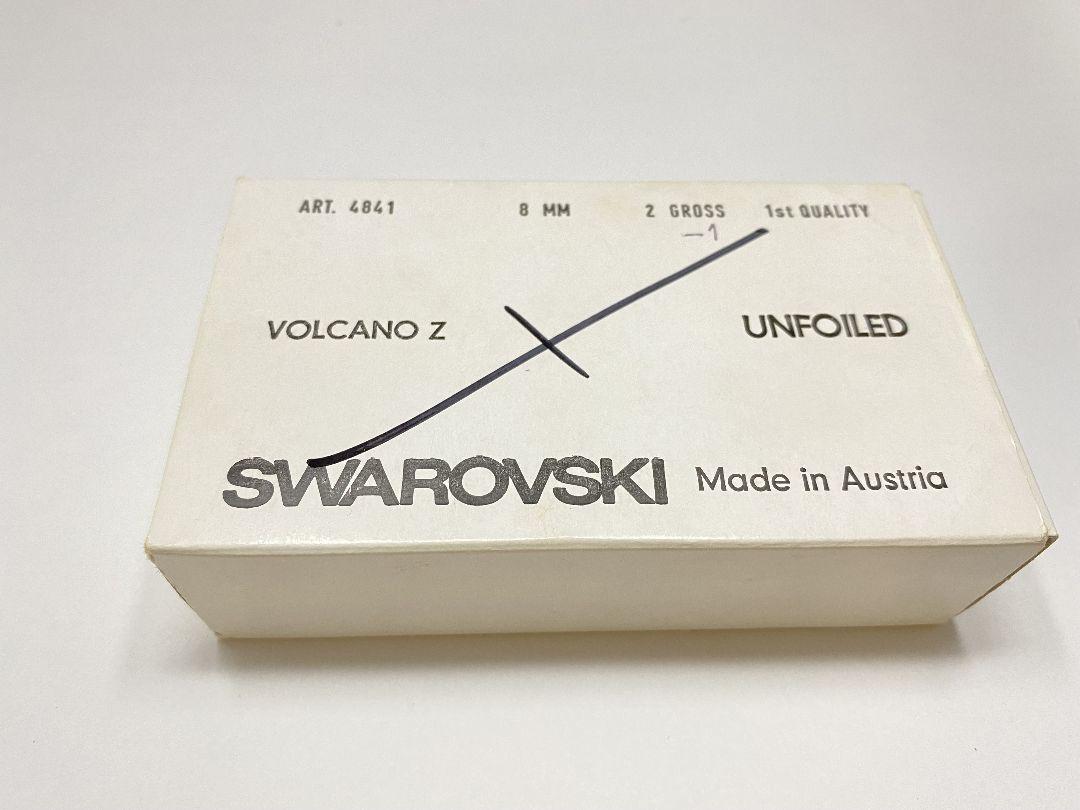 ART. 4841 8 MM 2 GROSS 1st QUALITY
—1
VOLCANO Z UNFOILED
SWAROVSKI Made in Austria